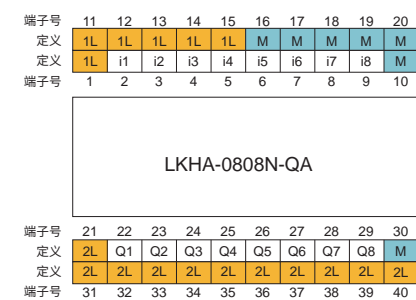 端子号 11 12 13 14 15 16 17 18 19 20
定义 1L 1L 1L 1L 1L M M M M M
定义 1L i1 i2 i3 i4 i5 i6 i7 i8 M
端子号 1 2 3 4 5 6 7 8 9 10
LKHA-0808N-QA
端子号 21 22 23 24 25 26 27 28 29 30
定义 2L Q1 Q2 Q3 Q4 Q5 Q6 Q7 Q8 M
定义 2L 2L 2L 2L 2L 2L 2L 2L 2L 2L
端子号 31 32 33 34 35 36 37 38 39 40